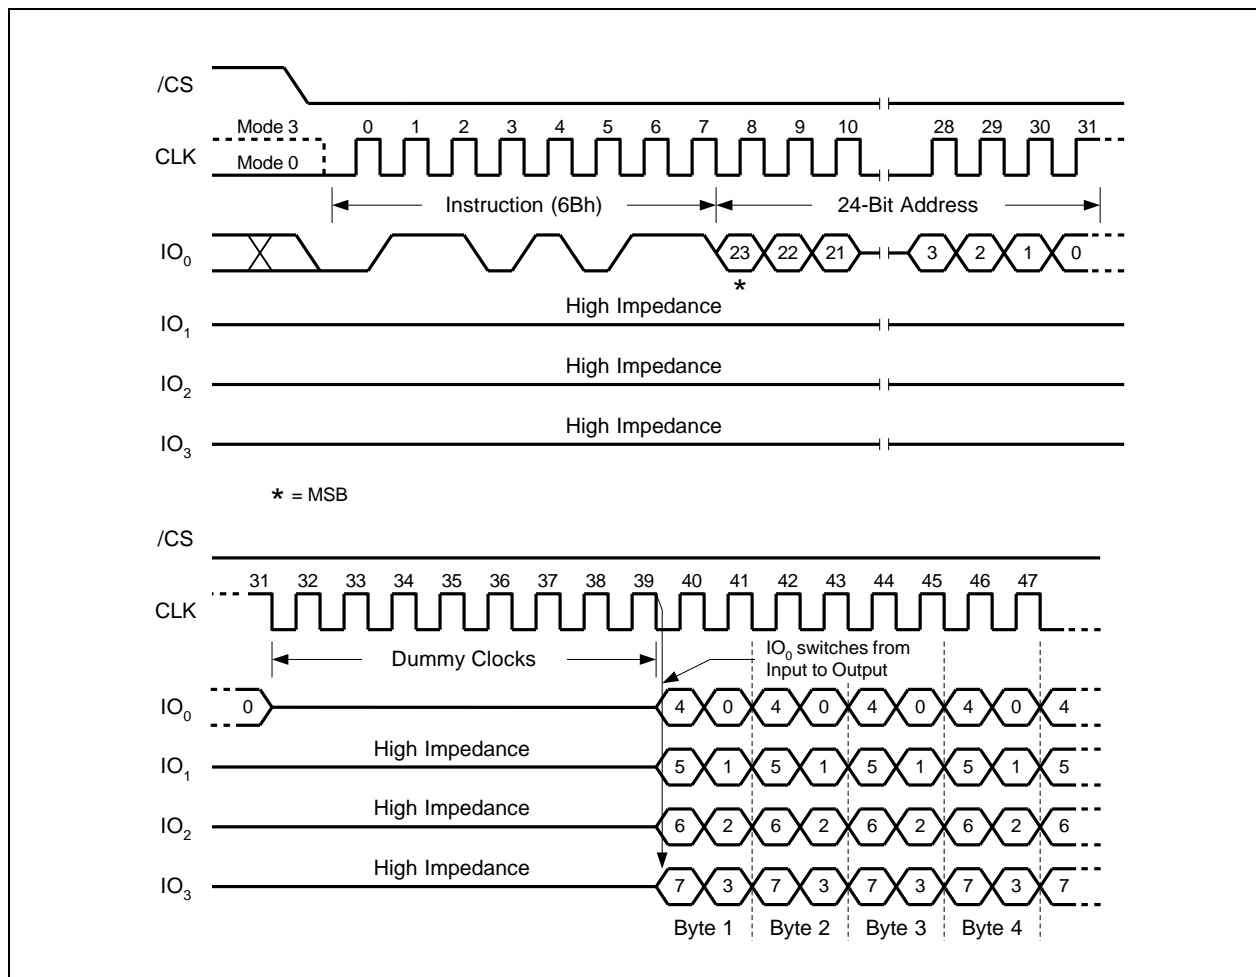 /CS
Mode 3 0 1 2 3 4 5 6 7 8 9 10 28 29 30 31
CLK
Mode 0
Instruction (6Bh) 24-Bit Address
IO0 23 22 21 3 2 1 0
*
High Impedance
IO1
High Impedance
IO2
High Impedance
IO3
* = MSB
/CS
31 32 33 34 35 36 37 38 39 40 41 42 43 44 45 46 47
CLK
IO0 switches from
Dummy Clocks Input to Output
IO0 0 4 0 4 0 4 0 4 0 4
High Impedance
IO1 5 1 5 1 5 1 5 1 5
High Impedance
IO2 6 2 6 2 6 2 6 2 6
High Impedance
IO3 7 3 7 3 7 3 7 3 7
Byte 1 Byte 2 Byte 3 Byte 4